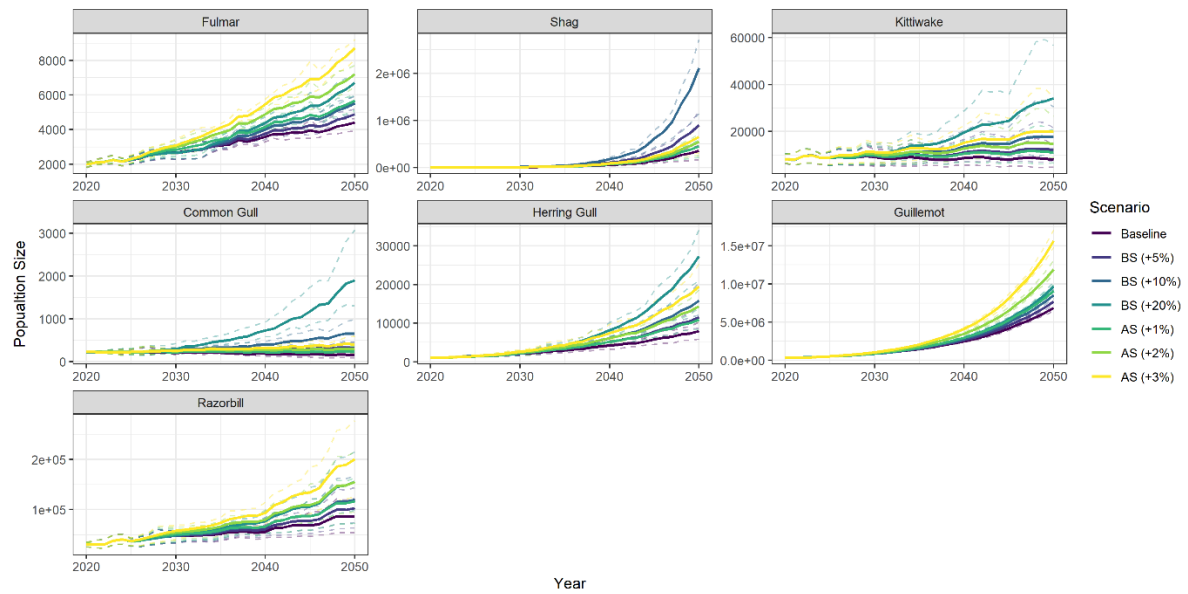 Fulmar
Shag
Kittiwake
8000
6000
4000
2000
2020 2030 2040 2050
2e+06
1e+06
0e+00
2020 2030 2040 2050
60000
40000
20000
2020 2030 2040 2050
Common Gull
Herring Gull
Guillemot
3000
2000
1000
0
2020 2030 2040 2050
30000
20000
10000
0
2020 2030 2040 2050
1.5e+07
1.0e+07
5.0e+06
0.0e+00
2020 2030 2040 2050
Razorbill
2e+05
1e+05
2020 2030 2040 2050
Popualtion Size
Year
Scenario
Baseline
BS (+5%)
BS (+10%)
BS (+20%)
AS (+1%)
AS (+2%)
AS (+3%)